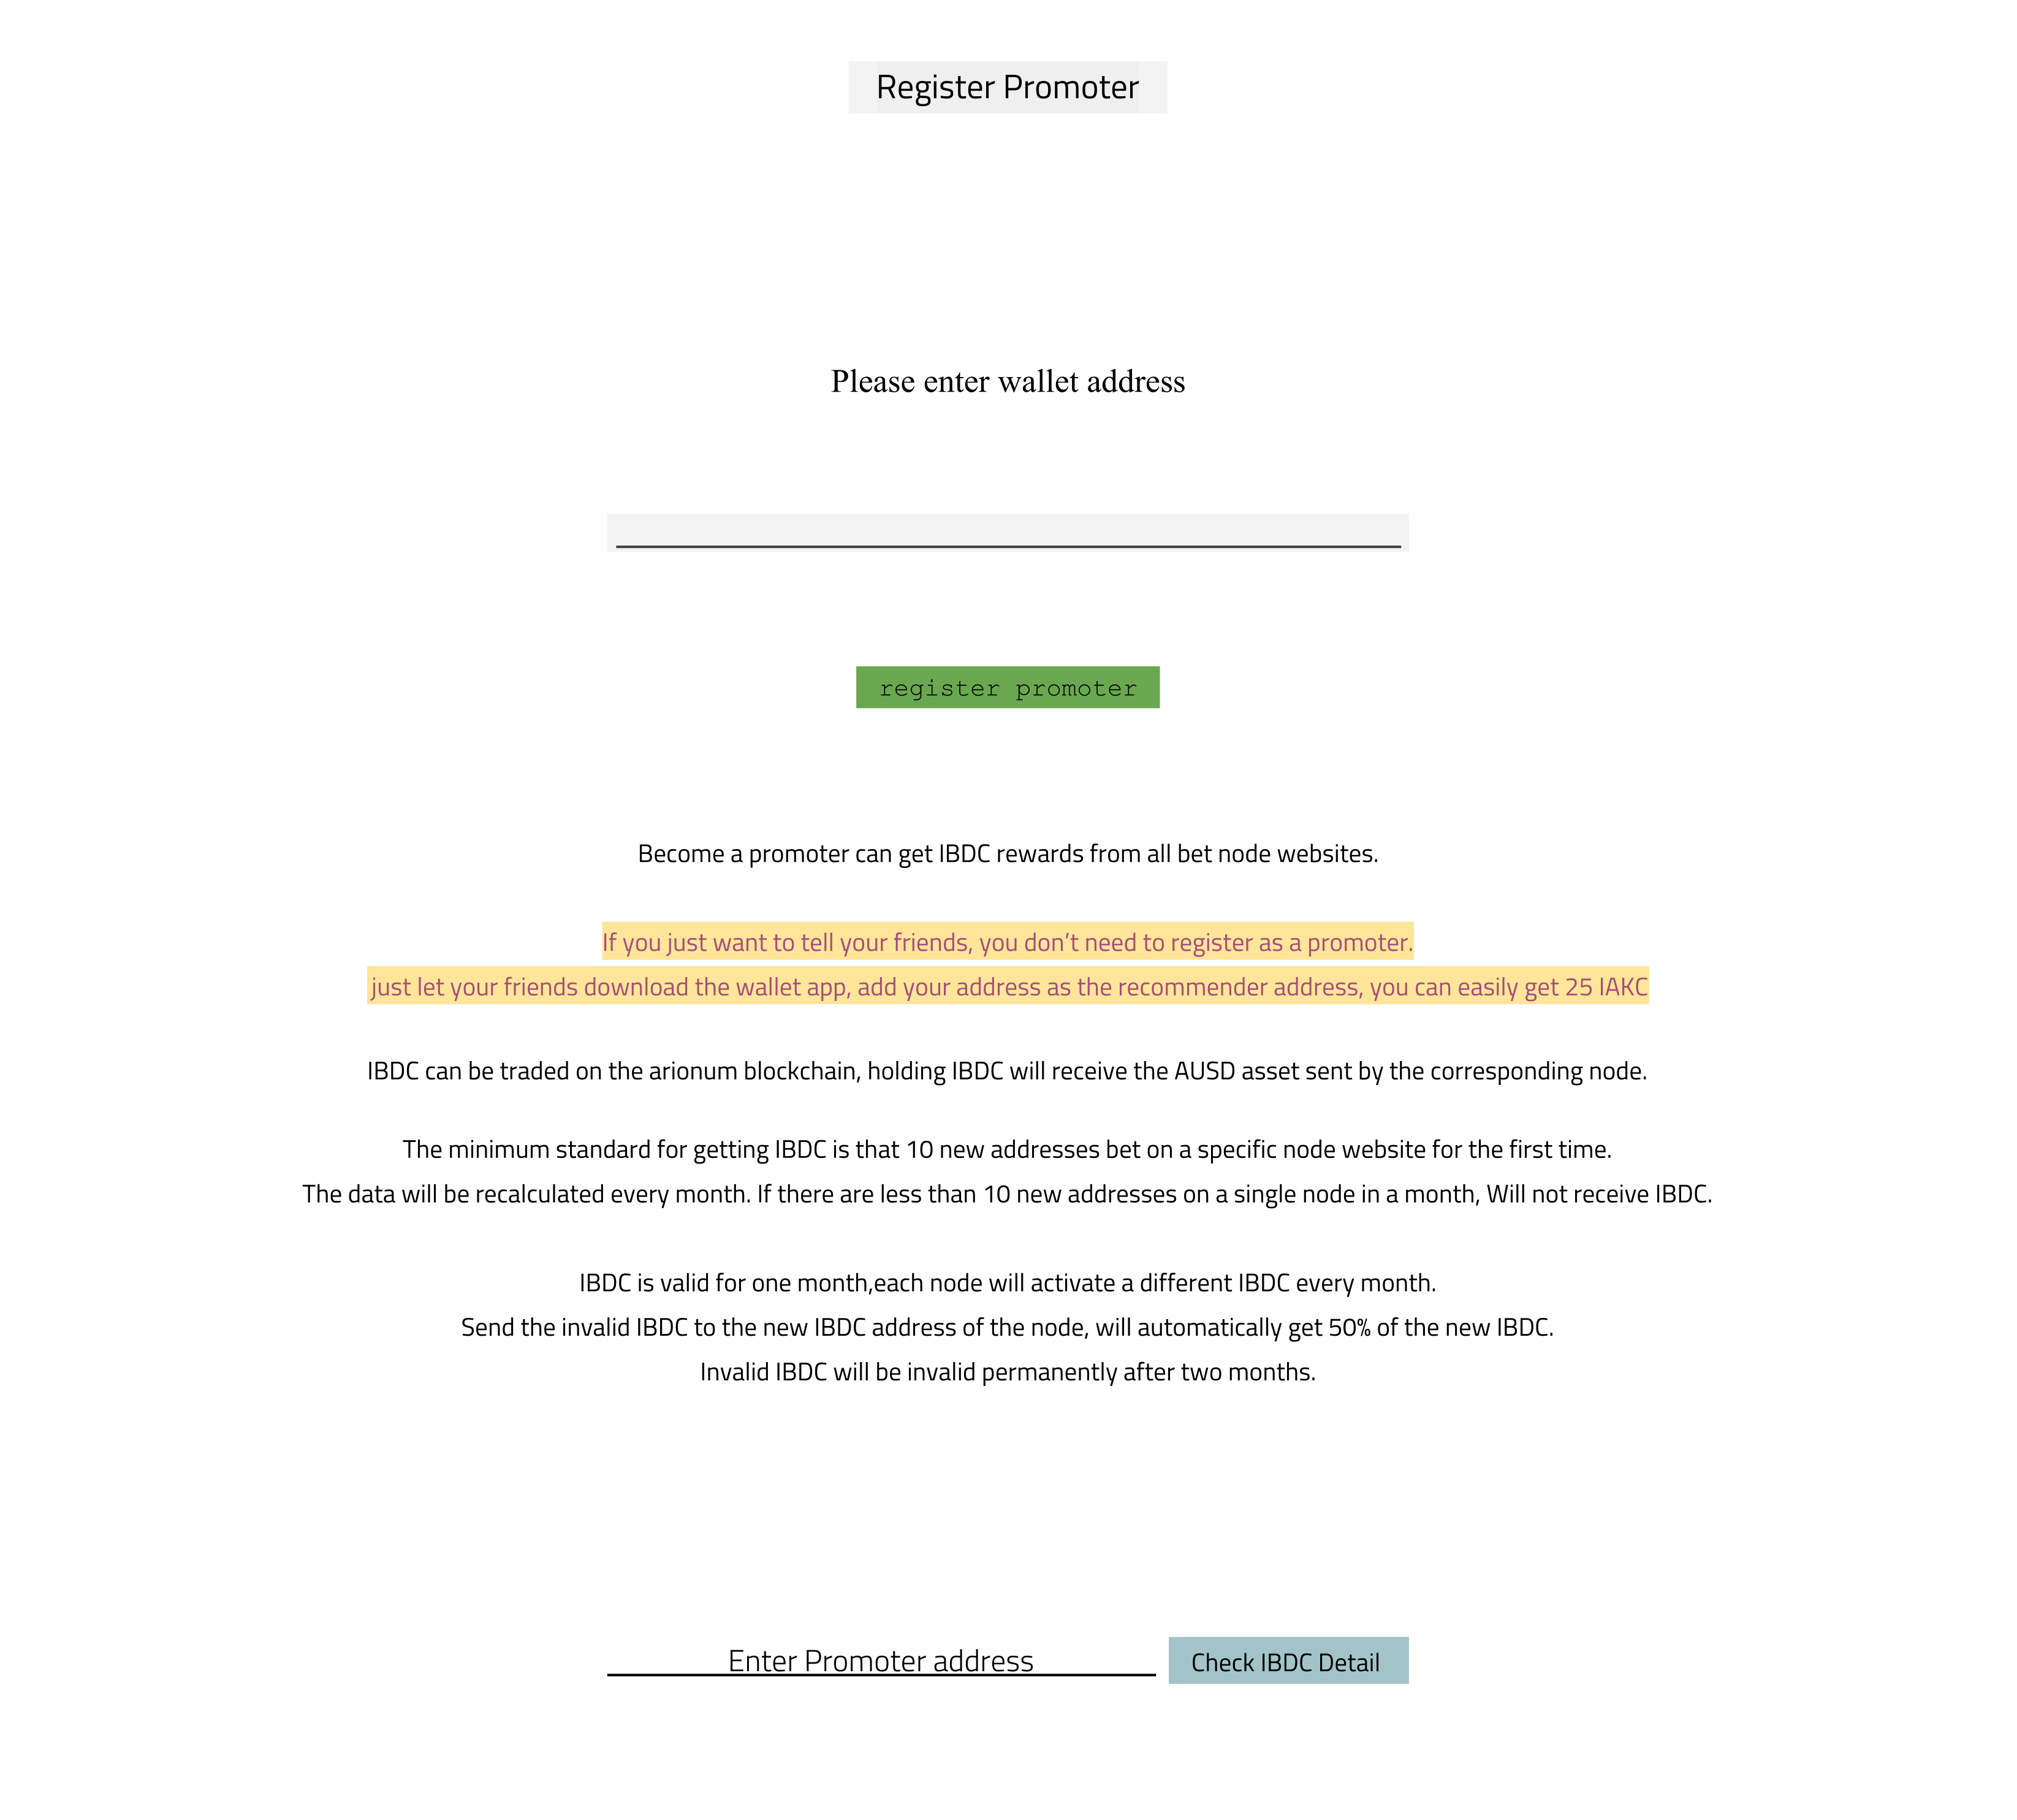 Register Promoter
Please enter wallet address
register promoter
Become a promoter can get IBDC rewards from all bet node websites.
If you just want to tell your friends, you don’t need to register as a promoter.
just let your friends download the wallet app, add your address as the recommender address, you can easily get 25 IAKC
IBDC can be traded on the arionum blockchain, holding IBDC will receive the AUSD asset sent by the corresponding node.
The minimum standard for getting IBDC is that 10 new addresses bet on a specific node website for the first time.
The data will be recalculated every month. If there are less than 10 new addresses on a single node in a month, Will not receive IBDC.
IBDC is valid for one month,each node will activate a different IBDC every month.
Send the invalid IBDC to the new IBDC address of the node, will automatically get 50% of the new IBDC.
Invalid IBDC will be invalid permanently after two months.
Enter Promoter address
Check IBDC Detail